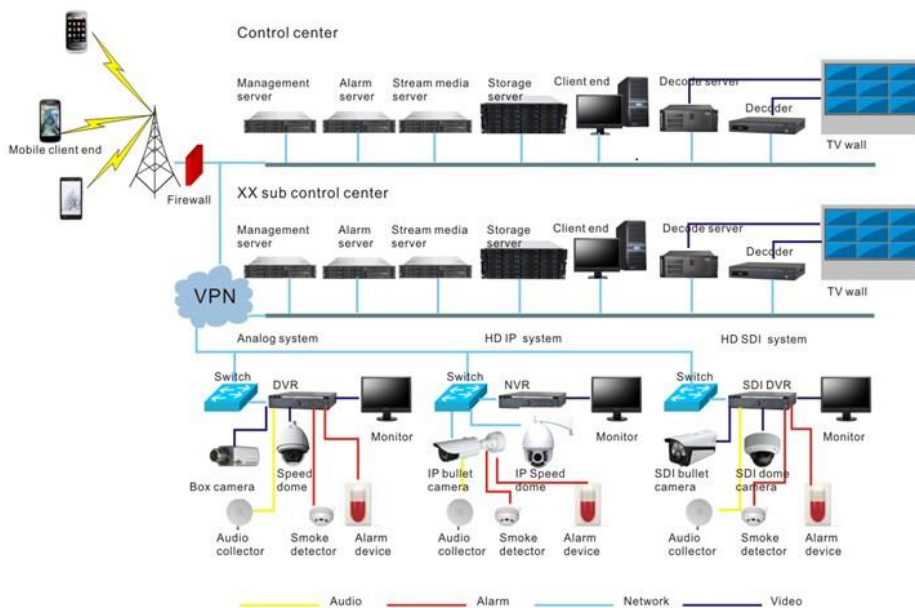 Control center
Management server
Alarm server
Stream media server
Storage server
Client end
Decode server
Decoder
TV wall
Mobile client end
Firewall
XX sub control center
Management server
Alarm server
Stream media server
Storage server
Client end
Decode server
Decoder
TV wall
VPN
Analog system
HD IP system
HD SDI system
Switch
DVR
Monitor
Box camera
Speed dome
Audio collector
Smoke detector
Alarm device
Switch
NVR
Monitor
IP bullet camera
IP Speed dome
Audio collector
Smoke detector
Alarm device
Switch
SDI DVR
Monitor
SDI bullet camera
SDI dome camera
Audio collector
Smoke detector
Alarm device
Audio
Alarm
Network
Video